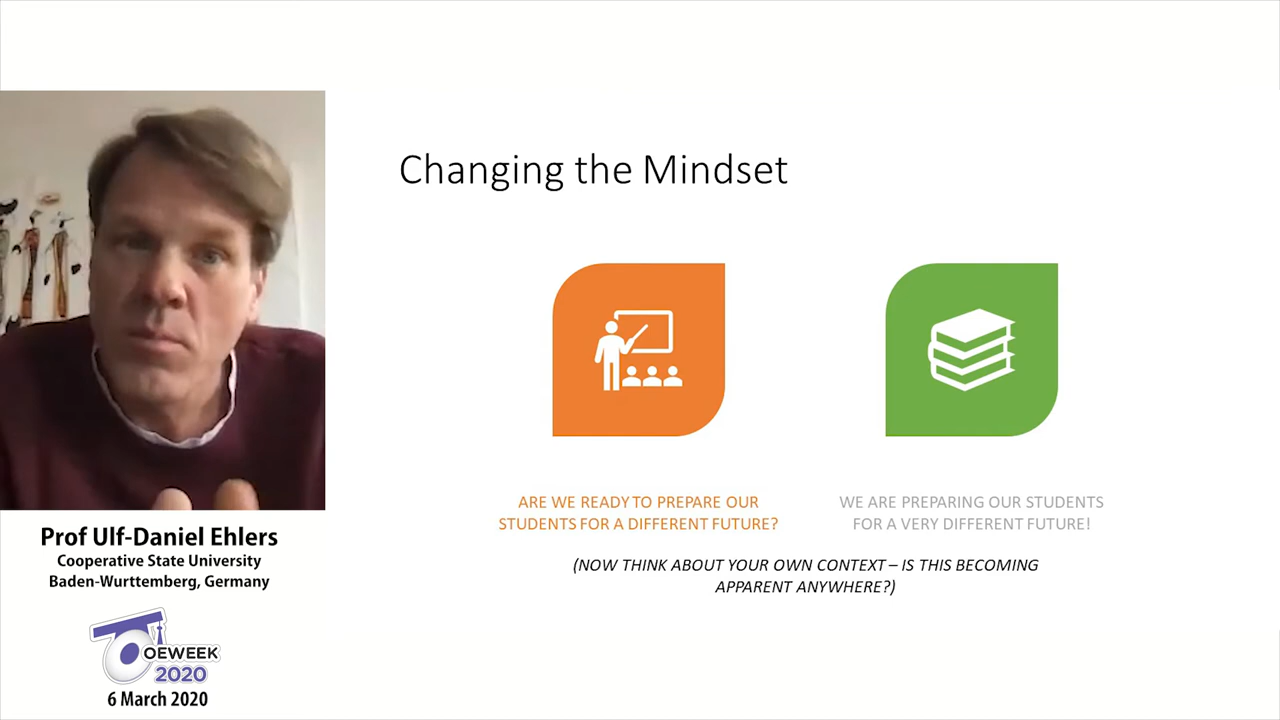 Changing the Mindset
ARE WE READY TO PREPARE OUR
STUDENTS FOR A DIFFERENT FUTURE?
WE ARE PREPARING OUR STUDENTS
FOR A VERY DIFFERENT FUTURE!
(NOW THINK ABOUT YOUR OWN CONTEXT – IS THIS BECOMING
APPARENT ANYWHERE?)
Prof Ulf-Daniel Ehlers
Cooperative State University
Baden-Wurttemberg, Germany
OEWEEK
2020
6 March 2020